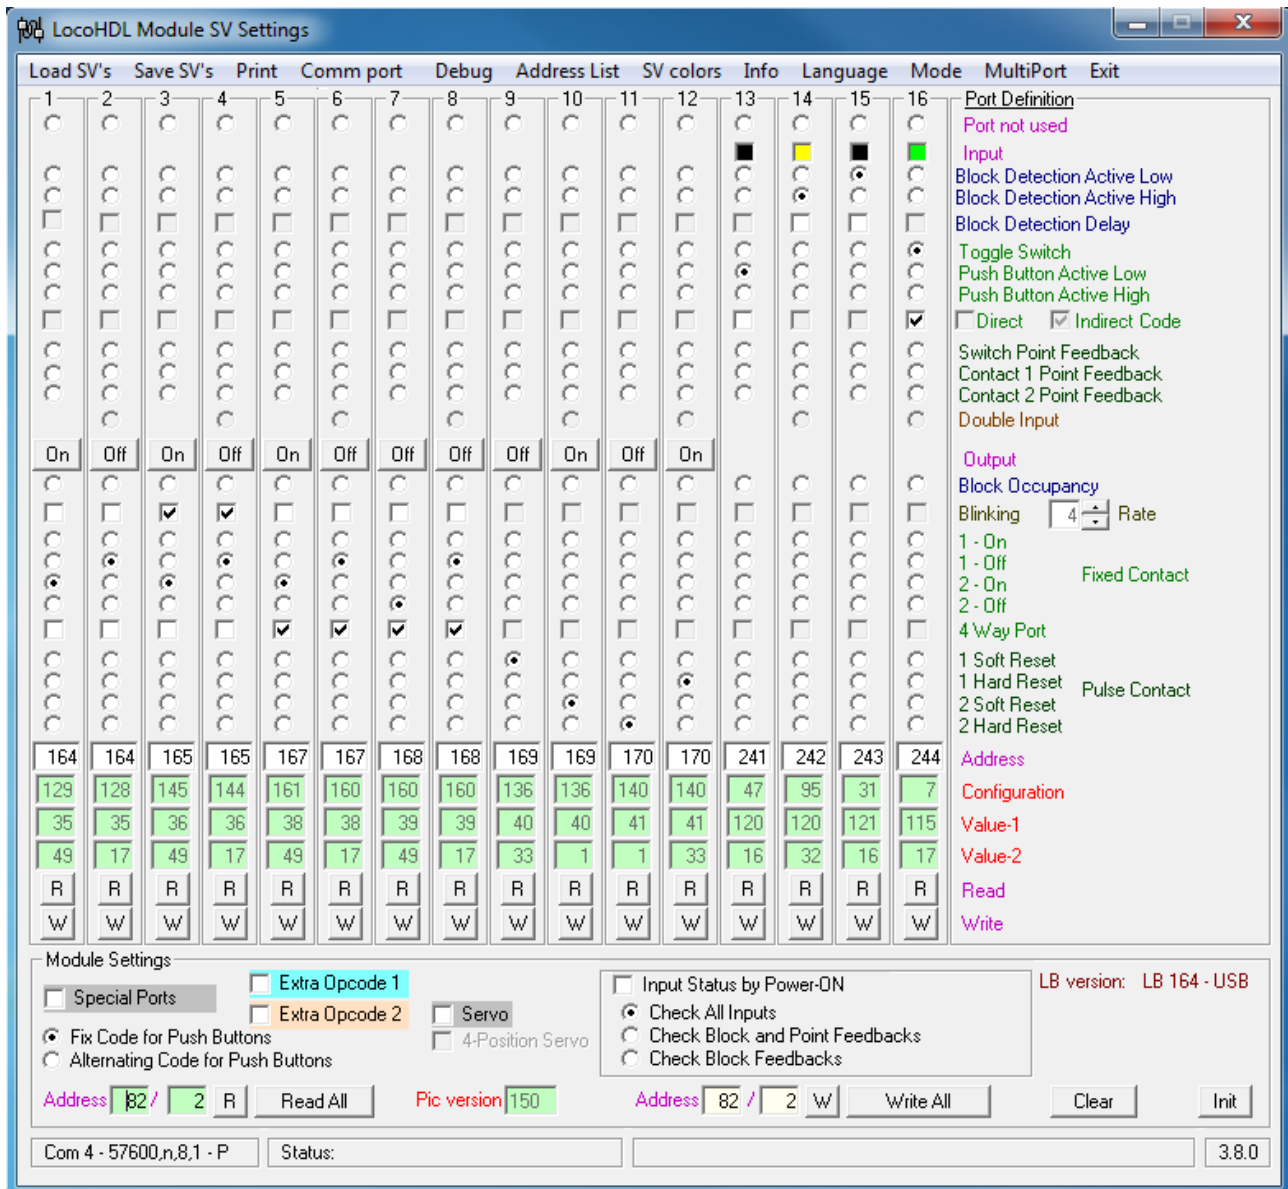 LocoHDL Module SV Settings
Load SV's Save SV's Print Comm port Debug Address List SV colors Info Language Mode MultiPort Exit
1 2 3 4 5 6 7 8 9 10 11 12 13 14 15 16 Port Definition
Port not used
Input
Block Detection Active Low
Block Detection Active High
Block Detection Delay
Toggle Switch
Push Button Active Low
Push Button Active High
Direct Indirect Code
Switch Point Feedback
Contact 1 Point Feedback
Contact 2 Point Feedback
Double Input
On Off On Off On Off Off Off Off On Off On
Output
Block Occupancy
Blinking 4 Rate
1 - On
1 - Off
2 - On Fixed Contact
2 - Off
4 Way Port
1 Soft Reset
1 Hard Reset Pulse Contact
2 Soft Reset
2 Hard Reset
164 164 165 165 167 167 168 168 169 169 170 170 241 242 243 244 Address
129 128 145 144 161 160 160 160 136 136 140 140 47 95 31 7 Configuration
35 35 36 36 38 38 39 39 40 40 41 41 120 120 121 115 Value-1
49 17 49 17 49 17 49 17 33 1 1 33 16 32 16 17 Value-2
R R R R R R R R R R R R R R R R Read
W W W W W W W W W W W W W W W W Write
Module Settings
Special Ports Extra Opcode 1 Input Status by Power-ON LB version: LB 164 - USB
Extra Opcode 2 Servo Check All Inputs
Fix Code for Push Buttons 4-Position Servo Check Block and Point Feedbacks
Alternating Code for Push Buttons Check Block Feedbacks
Address 82 / 2 R Read All Pic version 150 Address 82 / 2 W Write All Clear Init
Com 4 - 57600,n,8,1 - P Status: 3.8.0